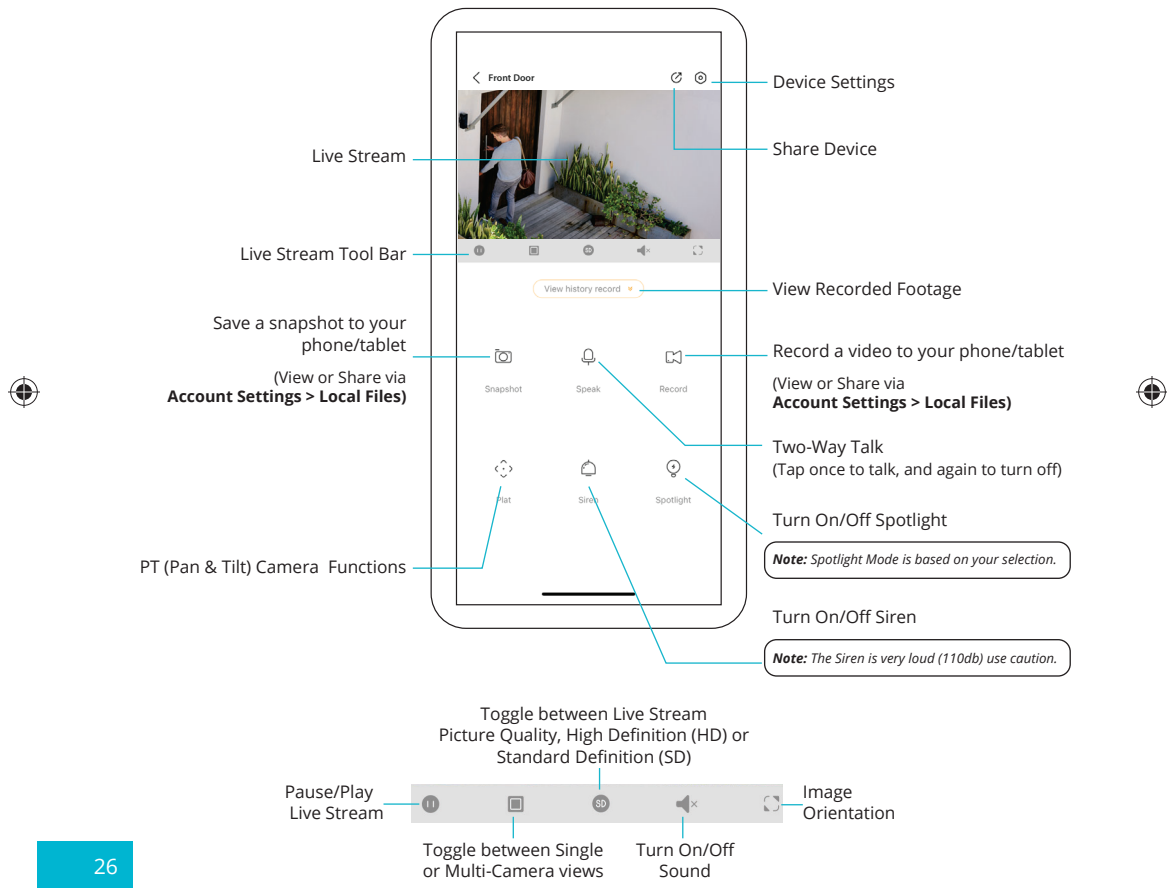 Front Door
Device Settings
Share Device
Live Stream
Live Stream Tool Bar
SD
View history record
View Recorded Footage
Save a snapshot to your
phone/tablet
(View or Share via
Account Settings > Local Files)
Snapshot
Speak
Record
Record a video to your phone/tablet
(View or Share via
Account Settings > Local Files)
Two-Way Talk
(Tap once to talk, and again to turn off)
Plat
Siren
Spotlight
Turn On/Off Spotlight
Note: Spotlight Mode is based on your selection.
PT (Pan & Tilt) Camera Functions
Turn On/Off Siren
Note: The Siren is very loud (110db) use caution.
Toggle between Live Stream
Picture Quality, High Definition (HD) or
Standard Definition (SD)
Pause/Play
Live Stream
SD
Image
Orientation
Toggle between Single
or Multi-Camera views
Turn On/Off
Sound
26